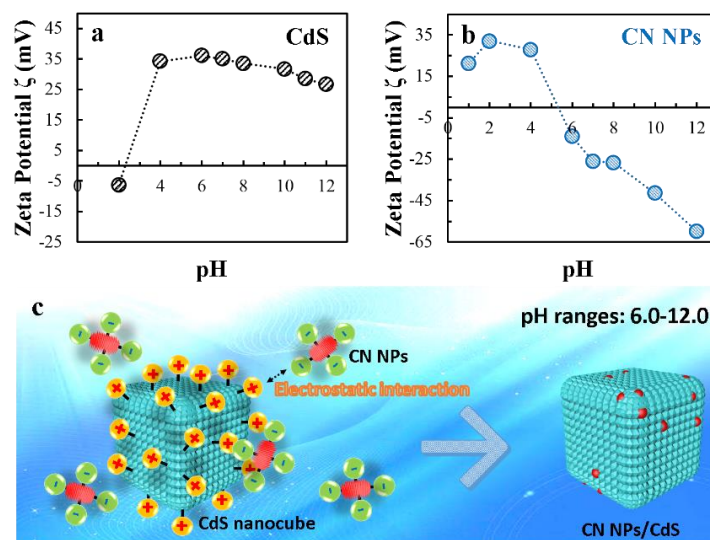 a
CdS
Zeta Potential ζ (mV)
45
35
25
15
5
-5
-15
-25
0
2
4
6
8
10
12
pH
b
CN NPs
Zeta Potential ζ (mV)
35
15
-5
-25
-45
-65
0
2
4
6
8
10
12
pH
c
pH ranges: 6.0-12.0
CN NPs
Electrostatic interaction
CdS nanocube
CN NPs/CdS